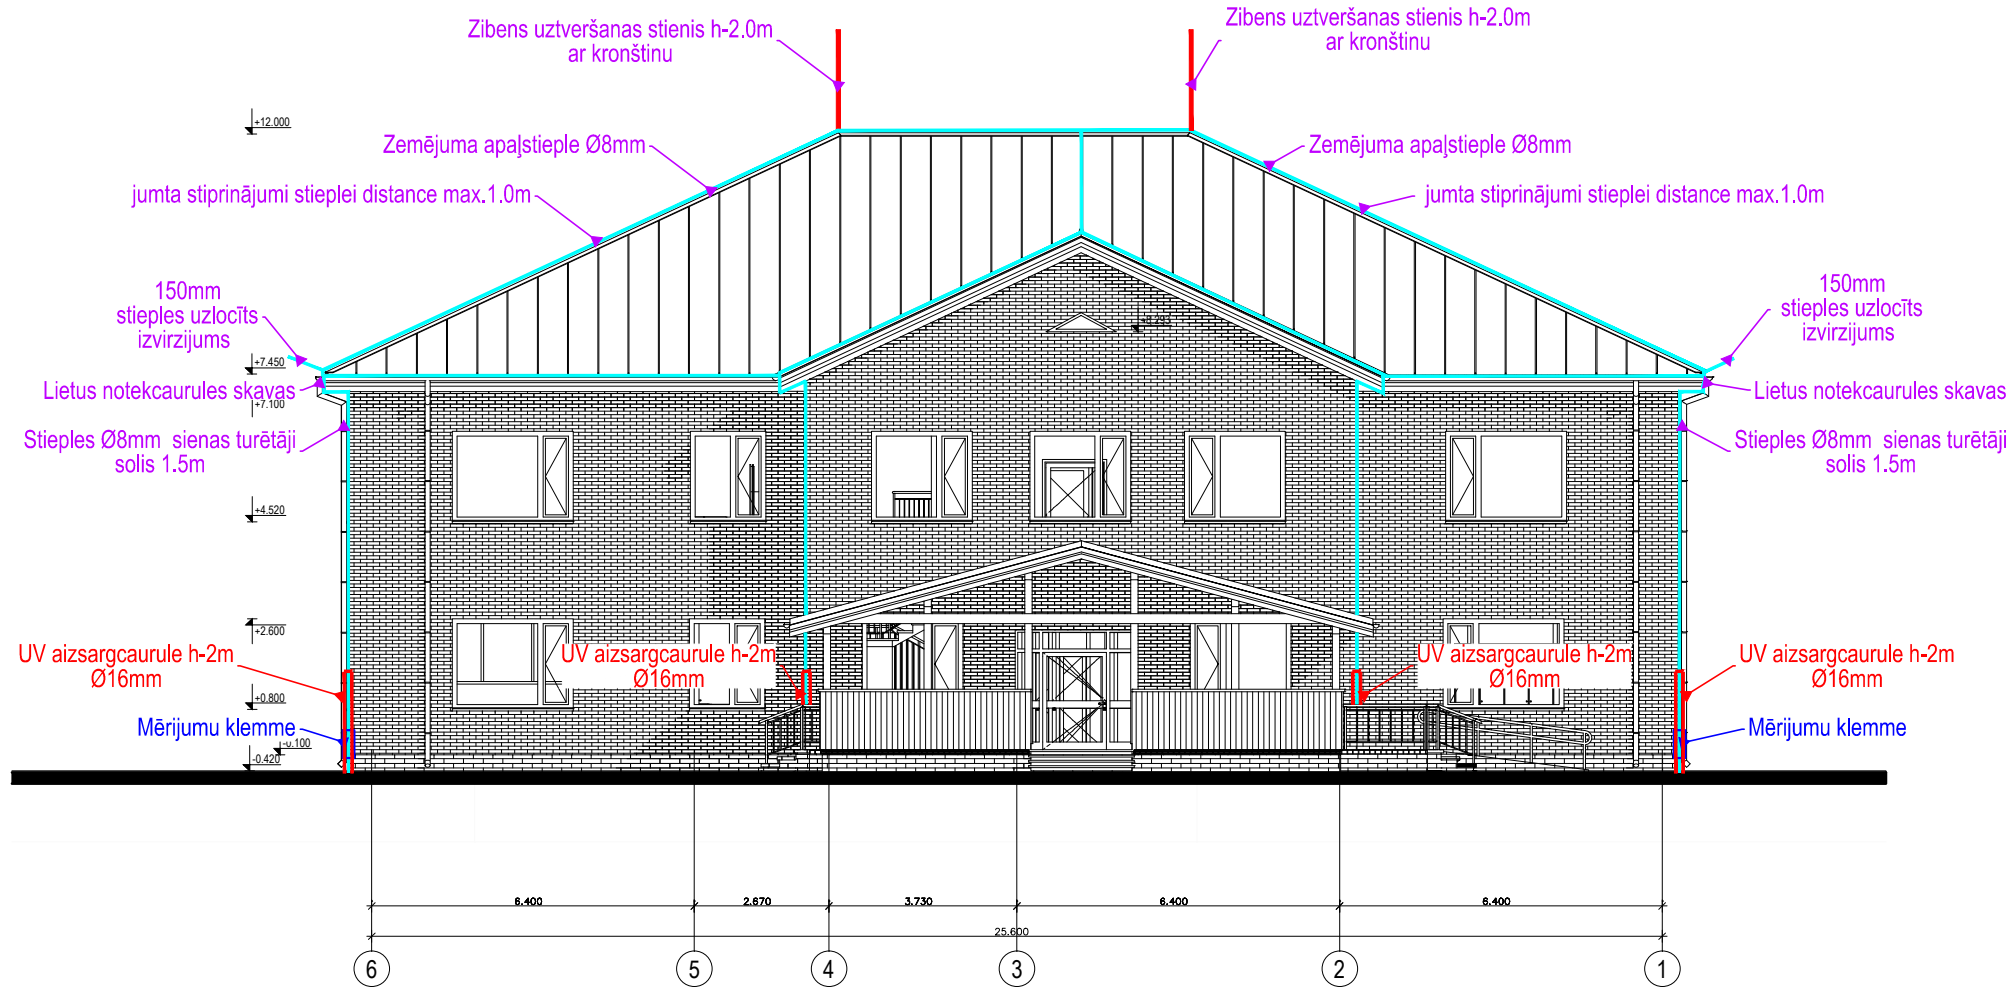 Zibens uztveršanas stienis h-2.0m
ar kronštinu
Zibens uztveršanas stienis h-2.0m
ar kronštinu
+12.000
Zemējuma apaļstieple Ø8mm
Zemējuma apaļstieple Ø8mm
jumta stiprinājumi stieplei distance max.1.0m
jumta stiprinājumi stieplei distance max.1.0m
150mm
stieples uzlocīts
izvirzijums
150mm
stieples uzlocīts
izvirzijums
+7.450
Lietus notekcaurules skavas
Lietus notekcaurules skavas
+7.100
Stieples Ø8mm sienas turētāji
solis 1.5m
Stieples Ø8mm sienas turētāji
solis 1.5m
+4.520
+2.600
UV aizsargcaurule h-2m
Ø16mm
UV aizsargcaurule h-2m
Ø16mm
UV aizsargcaurule h-2m
Ø16mm
UV aizsargcaurule h-2m
Ø16mm
+0.800
Mērijumu klemme
Mērijumu klemme
-0.100
-0.420
6.400
2.670
3.730
6.400
6.400
25.600
6
5
4
3
2
1